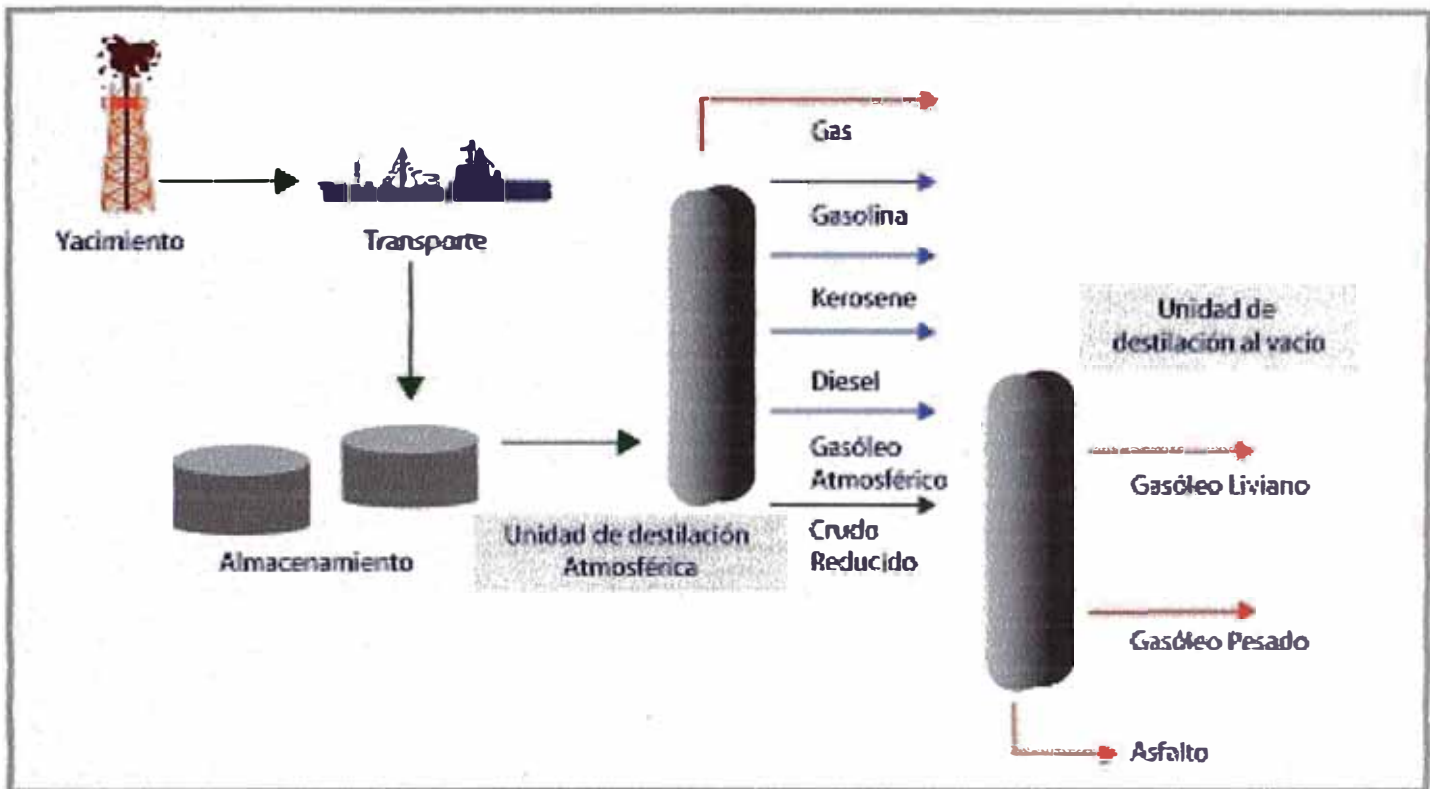 Yacimiento
Transporte
Almacenamiento
Unidad de destilación
Atmosférica
Gas
Gasolina
Kerosene
Diesel
Gasóleo
Atmosférico
Crudo
Reducido
Unidad de
destilación al vacio
Gasóleo Liviano
Gasóleo Pesado
Asfalto